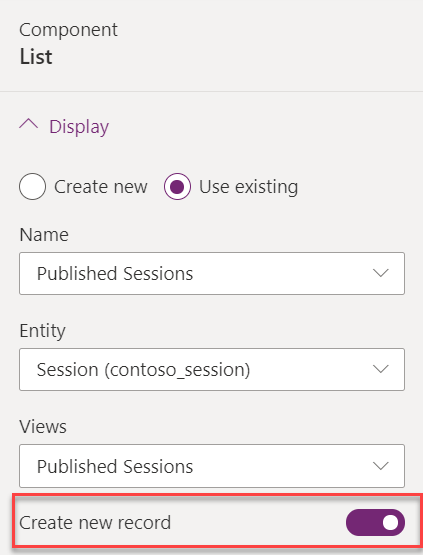 Component
List
Display
Create new Use existing
Name
Published Sessions
Entity
Session (contoso_session)
Views
Published Sessions
Create new record